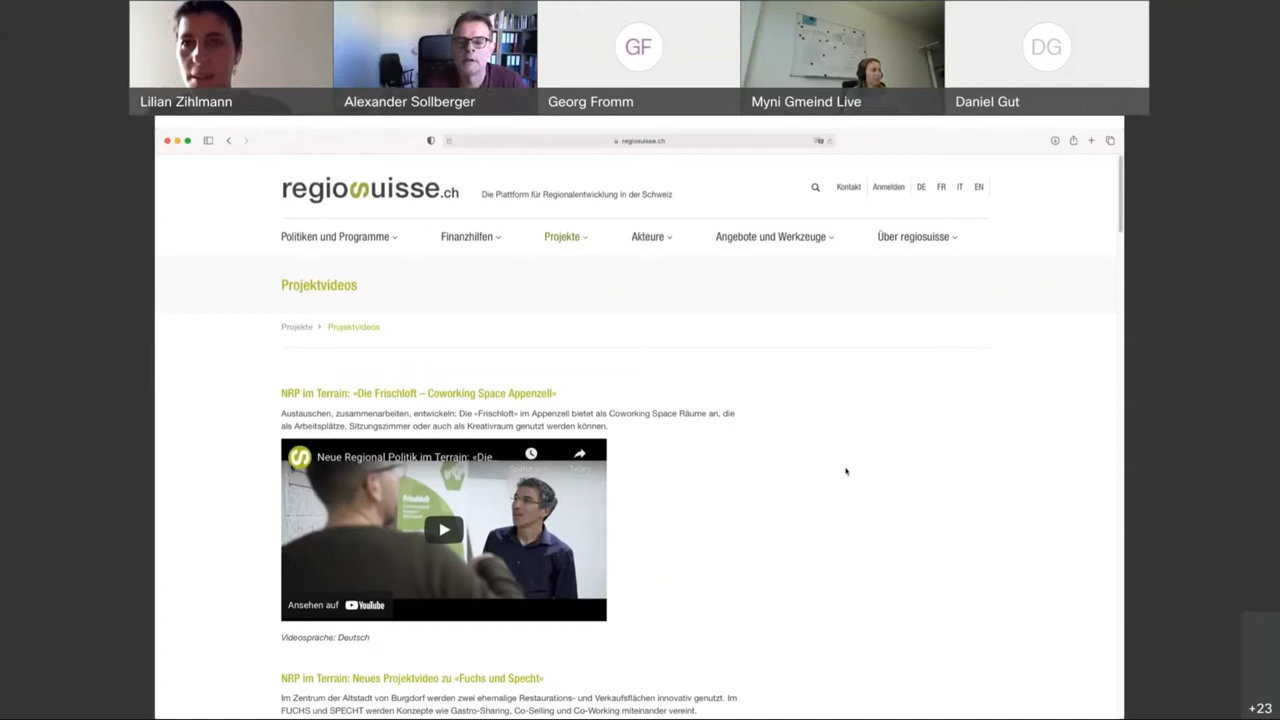 Lilian Zihlmann
Alexander Sollberger
GF
Georg Fromm
Myni Gmeind Live
DG
Daniel Gut
regiosuisse.ch
regiosuisse.ch
Die Plattform für Regionalentwicklung in der Schweiz
Kontakt
Anmelden
DE
FR
IT
EN
Politiken und Programme
Finanzhilfen
Projekte
Akteure
Angebote und Werkzeuge
Über regiosuisse
Projektvideos
Projekte > Projektvideos
NRP im Terrain: «Die Frischloft – Coworking Space Appenzell»
Austauschen, zusammenarbeiten, entwickeln: Die «Frischloft» im Appenzell bietet als Coworking Space Räume an, die
als Arbeitsplätze, Sitzungszimmer oder auch als Kreativraum genutzt werden können.
Neue Regional Politik im Terrain: «Die...
Teilen
Frischloft
Ansehen auf YouTube
Videosprache: Deutsch
NRP im Terrain: Neues Projektvideo zu «Fuchs und Specht»
Im Zentrum der Altstadt von Burgdorf werden zwei ehemalige Restaurations- und Verkaufsflächen innovativ genutzt. Im
FUCHS und SPECHT werden Konzepte wie Gastro-Sharing, Co-Selling und Co-Working miteinander vereint.
+23